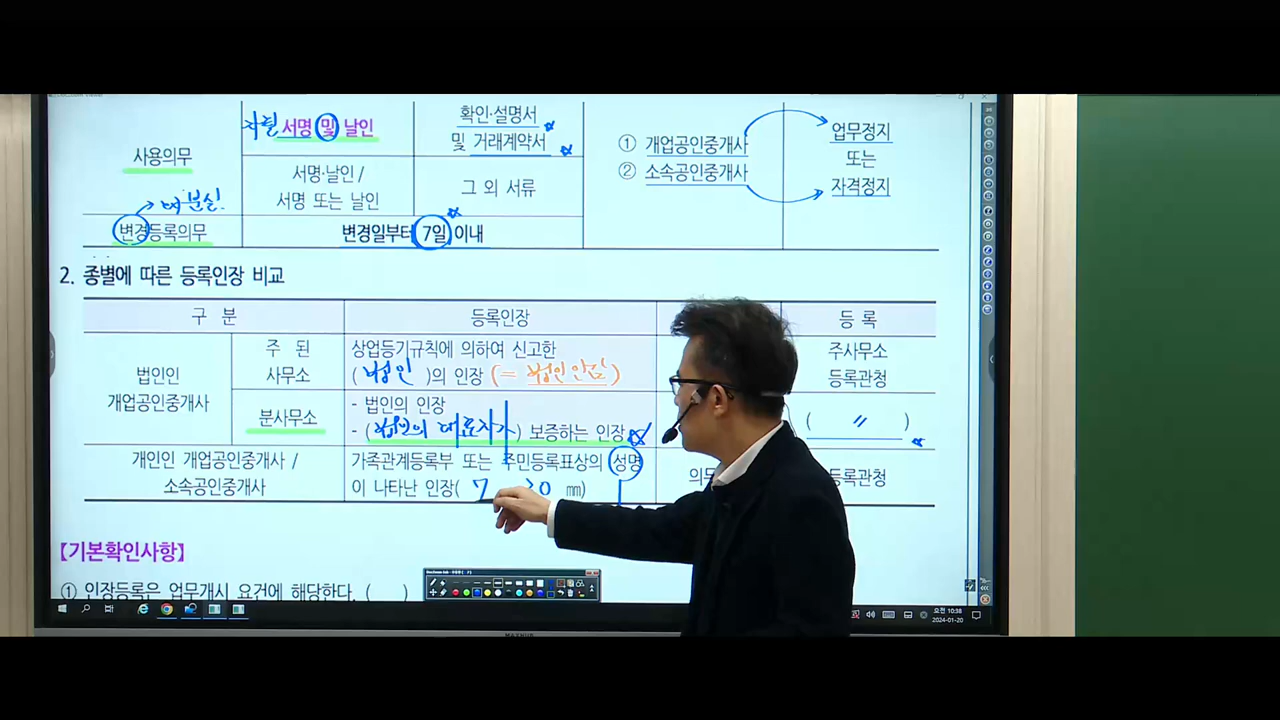 사용의무
자필 서명 및 날인
확인·설명서
및 거래계약서
서명·날인 /
서명 또는 날인
그 외 서류
① 개업공인중개사
② 소속공인중개사
업무정지
또는
자격정지
분실
변경등록의무
변경일부터 7일 이내
2. 종별에 따른 등록인장 비교
구 분
등록인장
등 록
법인인
개업공인중개사
주 된
사무소
상업등기규칙에 의하여 신고한
( 법인 )의 인장 (= 법인인감)
주사무소
등록관청
분사무소
- 법인의 인장
- (법인의 대표자가) 보증하는 인장
( 〃 )
개인인 개업공인중개사 /
소속공인중개사
가족관계등록부 또는 주민등록표상의 성명
이 나타난 인장( 7 30 ㎜)
의무
등록관청
【기본확인사항】
① 인장등록은 업무개시 요건에 해당한다. ( )
오전 10:38
2024-01-20